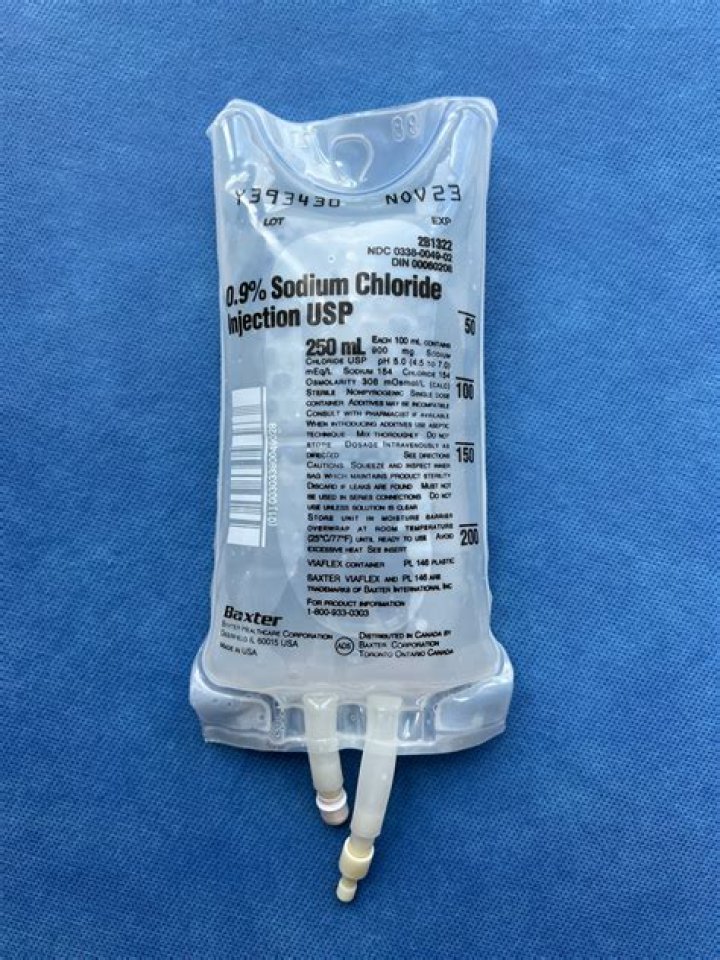 Y393430 NOV23
LOT EXP
2B1322
NDC 0338-0049-02
DIN 00060208
0.9% Sodium Chloride
Injection USP
50
250 mL EACH 100 mL CONTAINS
900 mg SODIUM
CHLORIDE USP pH 5.0 (4.5 TO 7.0)
mEq/L SODIUM 154 CHLORIDE 154
OSMOLARITY 308 mOsmol/L (CALC)
100
STERILE NONPYROGENIC SINGLE DOSE
CONTAINER ADDITIVES MAY BE INCOMPATIBLE
CONSULT WITH PHARMACIST IF AVAILABLE
WHEN INTRODUCING ADDITIVES USE ASEPTIC
TECHNIQUE MIX THOROUGHLY DO NOT
STORE DOSAGE INTRAVENOUSLY AS
DIRECTED SEE DIRECTIONS
150
CAUTIONS SQUEEZE AND INSPECT INNER
BAG WHICH MAINTAINS PRODUCT STERILITY
DISCARD IF LEAKS ARE FOUND MUST NOT
BE USED IN SERIES CONNECTIONS DO NOT
USE UNLESS SOLUTION IS CLEAR
STORE UNIT IN MOISTURE BARRIER
OVERWRAP AT ROOM TEMPERATURE
(25°C/77°F) UNTIL READY TO USE AVOID
EXCESSIVE HEAT SEE INSERT
200
VIAFLEX CONTAINER PL 146 PLASTIC
BAXTER VIAFLEX AND PL 146 ARE
TRADEMARKS OF BAXTER INTERNATIONAL INC
FOR PRODUCT INFORMATION
1-800-933-0303
Baxter
BAXTER HEALTHCARE CORPORATION
DEERFIELD IL 60015 USA
MADE IN USA
DISTRIBUTED IN CANADA BY
BAXTER CORPORATION
TORONTO ONTARIO CANADA